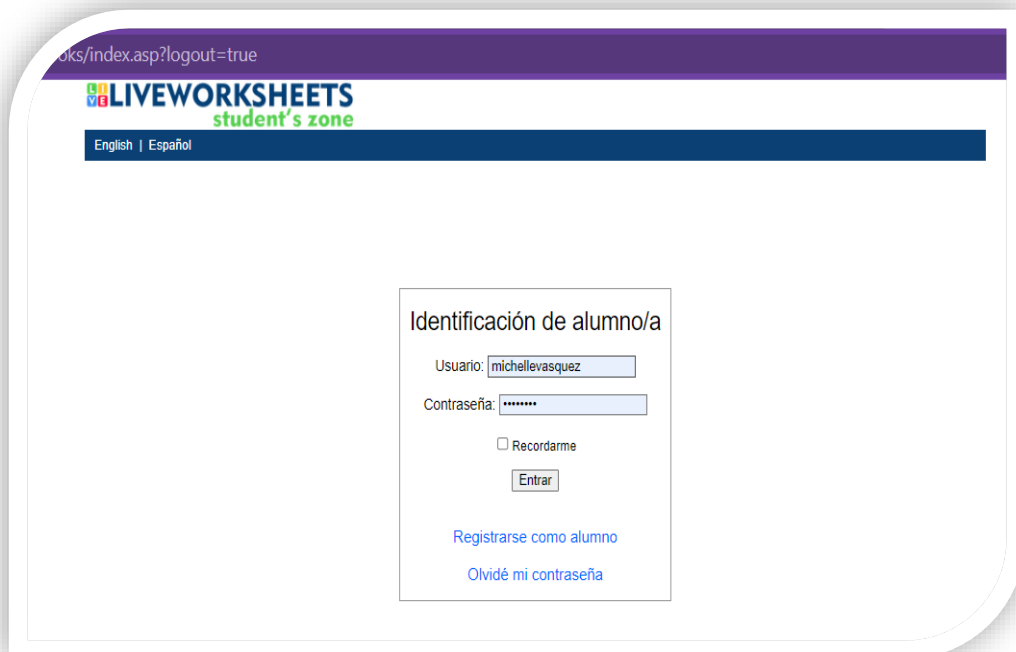 oks/index.asp?logout=true
LIVE LIVEWORKSHEETS
student's zone
English | Español
Identificación de alumno/a
Usuario: michellevasquez
Contraseña: ••••••••
Recordarme
Entrar
Registrarse como alumno
Olvidé mi contraseña